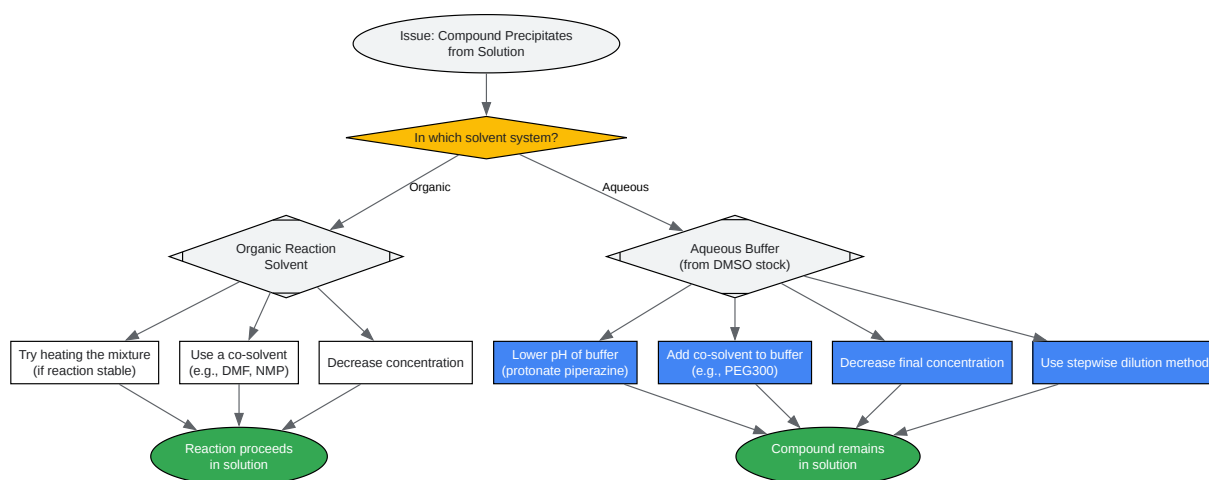 Issue: Compound Precipitates
from Solution
In which solvent system?
Organic
Aqueous
Organic Reaction
Solvent
Aqueous Buffer
(from DMSO stock)
Try heating the mixture
(if reaction stable)
Use a co-solvent
(e.g., DMF, NMP)
Decrease concentration
Lower pH of buffer
(protonate piperazine)
Add co-solvent to buffer
(e.g., PEG300)
Decrease final concentration
Use stepwise dilution method
Reaction proceeds
in solution
Compound remains
in solution